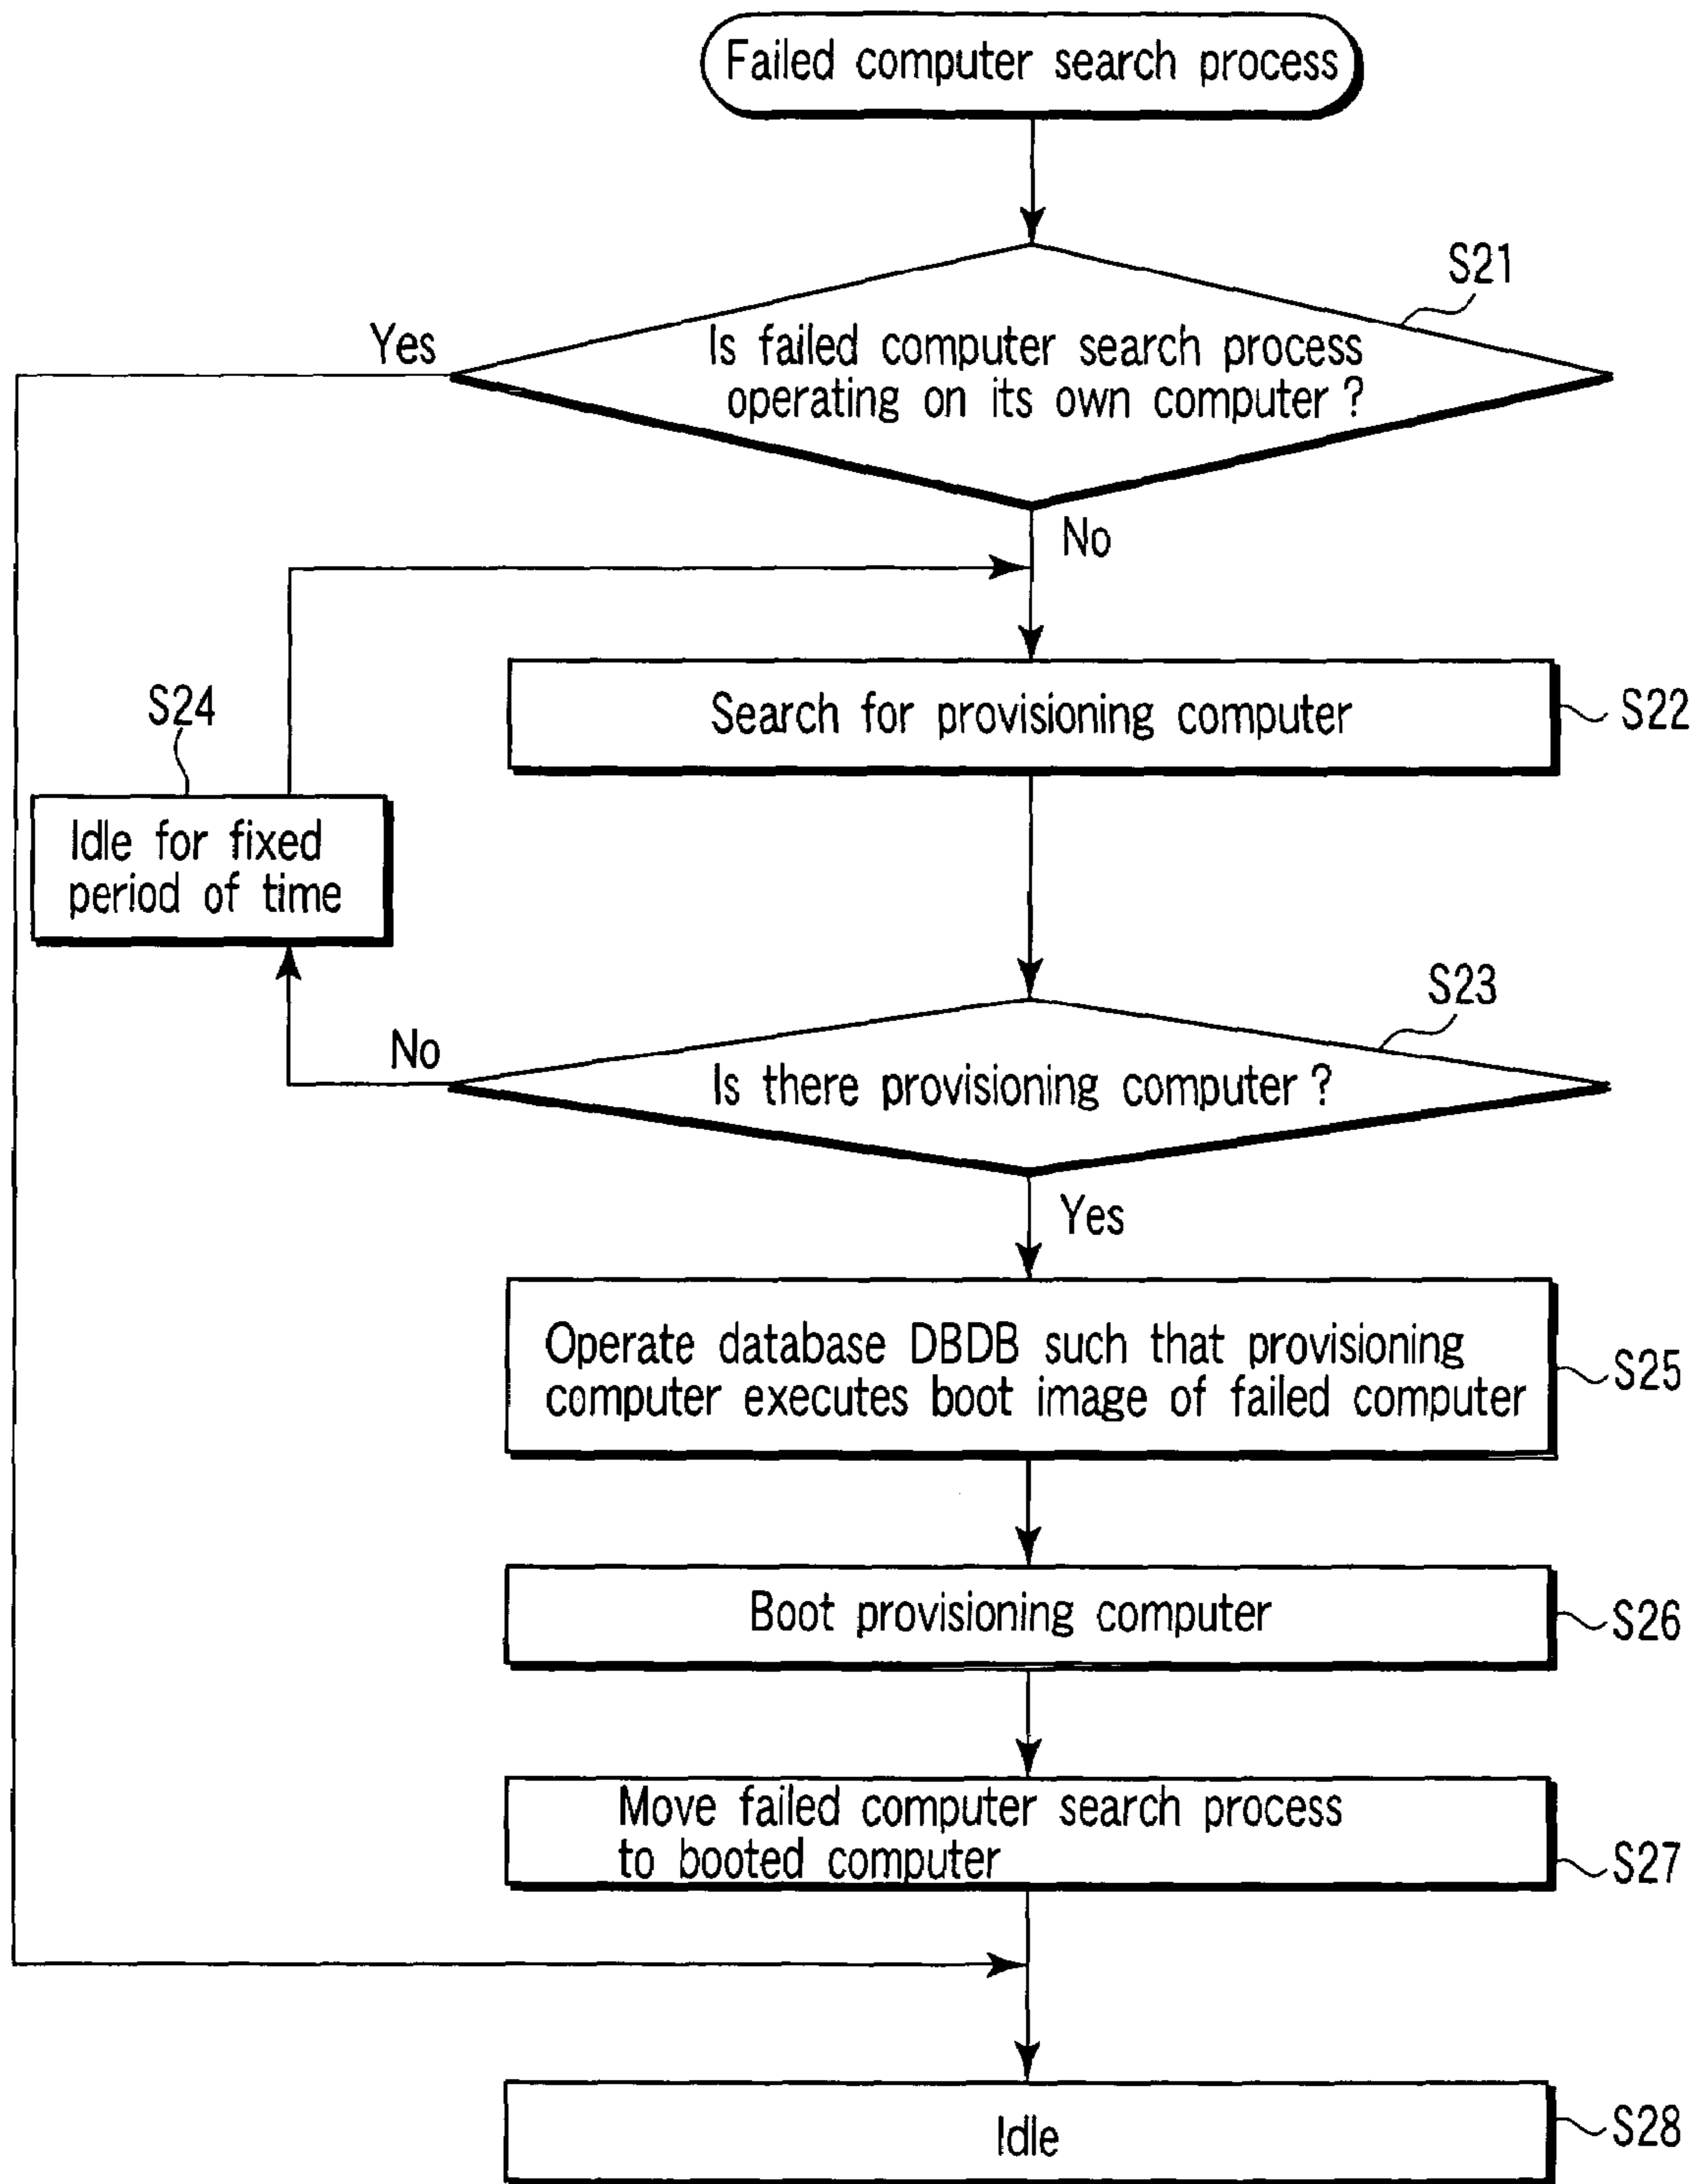 Failed computer search process
S21
Yes
Is failed computer search process
operating on its own computer ?
No
Search for provisioning computer
S22
S24
Idle for fixed
period of time
S23
No
Is there provisioning computer ?
Yes
Operate database DBDB such that provisioning
computer executes boot image of failed computer
S25
Boot provisioning computer
S26
Move failed computer search process
to booted computer
S27
Idle
S28